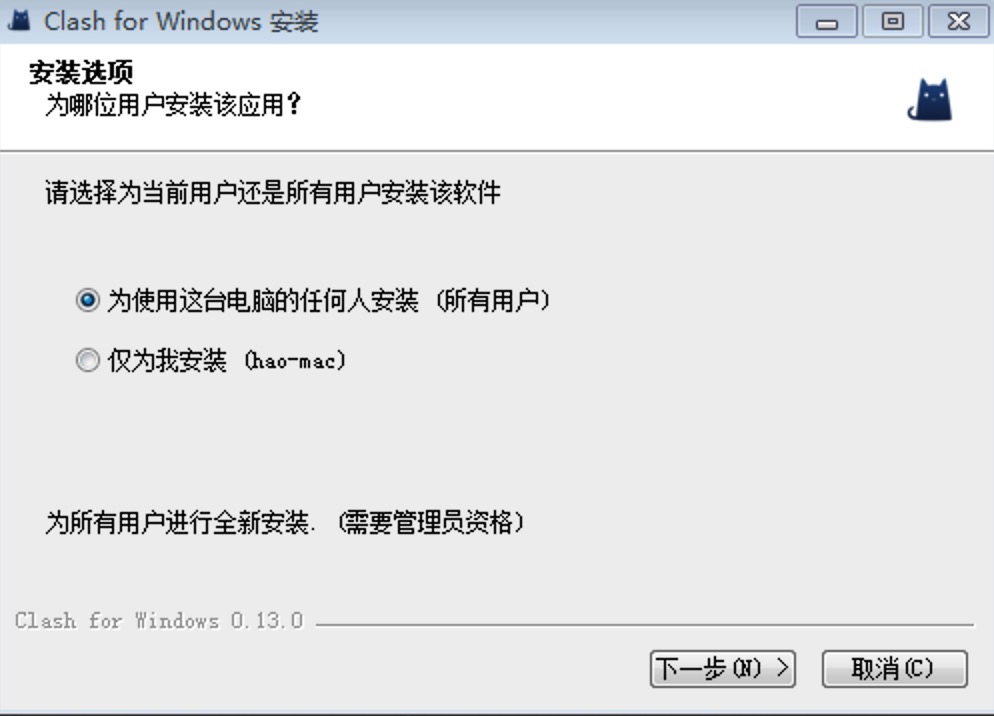 Clash for Windows 安装
安装选项
为哪位用户安装该应用？
请选择为当前用户还是所有用户安装该软件
为使用这台电脑的任何人安装 (所有用户)
仅为我安装 (hao-mac)
为所有用户进行全新安装. (需要管理员资格)
Clash for Windows 0.13.0
下一步(N) >
取消(C)